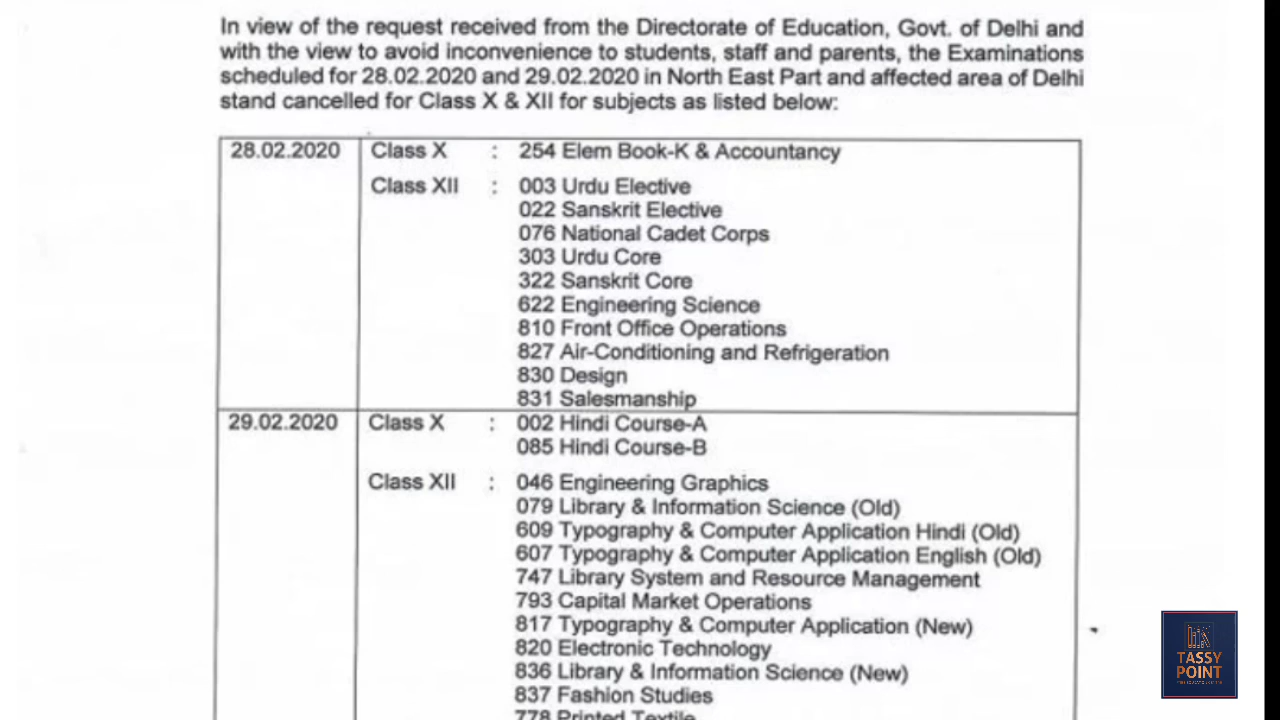 In view of the request received from the Directorate of Education, Govt. of Delhi and
with the view to avoid inconvenience to students, staff and parents, the Examinations
scheduled for 28.02.2020 and 29.02.2020 in North East Part and affected area of Delhi
stand cancelled for Class X & XII for subjects as listed below:
28.02.2020 Class X : 254 Elem Book-K & Accountancy
Class XII : 003 Urdu Elective
022 Sanskrit Elective
076 National Cadet Corps
303 Urdu Core
322 Sanskrit Core
622 Engineering Science
810 Front Office Operations
827 Air-Conditioning and Refrigeration
830 Design
831 Salesmanship
29.02.2020 Class X : 002 Hindi Course-A
085 Hindi Course-B
Class XII : 046 Engineering Graphics
079 Library & Information Science (Old)
609 Typography & Computer Application Hindi (Old)
607 Typography & Computer Application English (Old)
747 Library System and Resource Management
793 Capital Market Operations
817 Typography & Computer Application (New)
820 Electronic Technology
836 Library & Information Science (New)
837 Fashion Studies
778 Printed Textile
TASSY
POINT